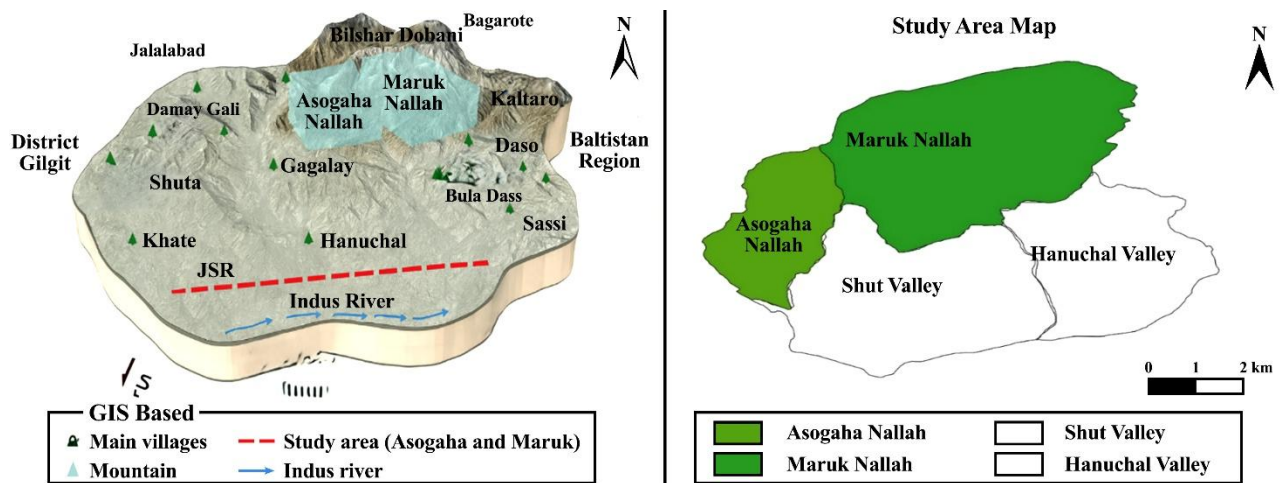 Bagarote
N
Bilshar Dobani
Jalalabad
Maruk
Nallah
Asogaha
Nallah
Kaltaro
Damay Gali
District
Gilgit
Baltistan
Region
Daso
Gagalay
Shuta
Bula Dass
Sassi
Khate
Hanuchal
JSR
Indus River
S
GIS Based
Main villages
Study area (Asogaha and Maruk)
Mountain
Indus river
Study Area Map
N
Maruk Nallah
Asogaha
Nallah
Hanuchal Valley
Shut Valley
0 1 2 km
Asogaha Nallah
Shut Valley
Maruk Nallah
Hanuchal Valley